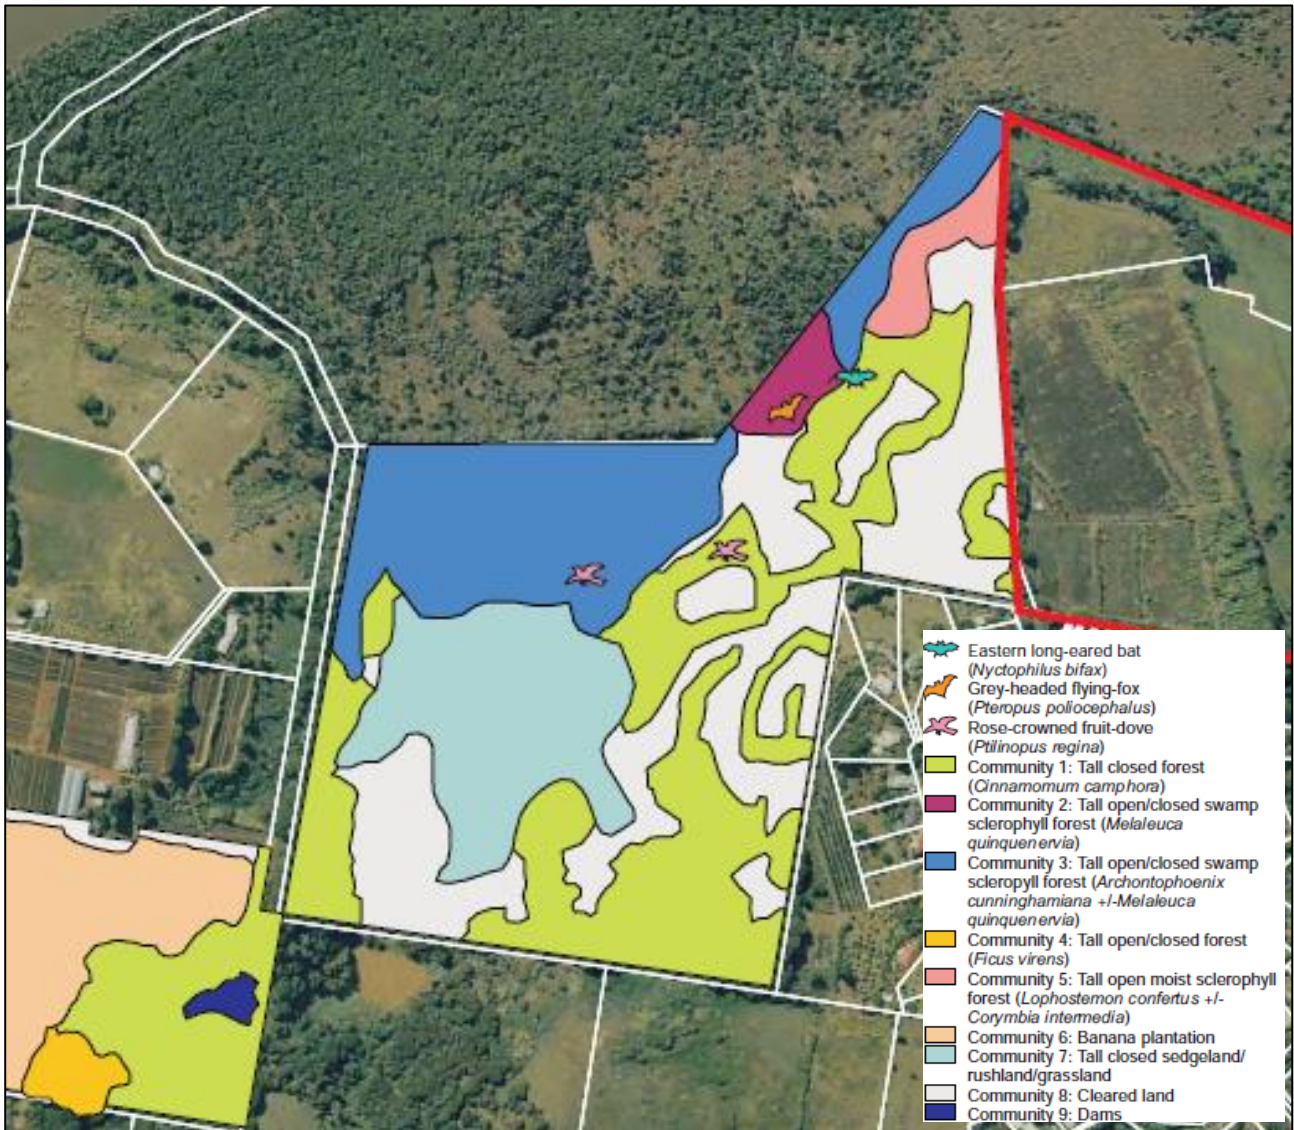 Eastern long-eared bat
(Nyctophilus bifax)
Grey-headed flying-fox
(Pteropus poliocephalus)
Rose-crowned fruit-dove
(Ptilinopus regina)
Community 1: Tall closed forest
(Cinnamomum camphora)
Community 2: Tall open/closed swamp
sclerophyll forest (Melaleuca
quinquenervia)
Community 3: Tall open/closed swamp
scleropyll forest (Archontophoenix
cunninghamiana +/-Melaleuca
quinquenervia)
Community 4: Tall open/closed forest
(Ficus virens)
Community 5: Tall open moist sclerophyll
forest (Lophostemon confertus +/-
Corymbia intermedia)
Community 6: Banana plantation
Community 7: Tall closed sedgeland/
rushland/grassland
Community 8: Cleared land
Community 9: Dams